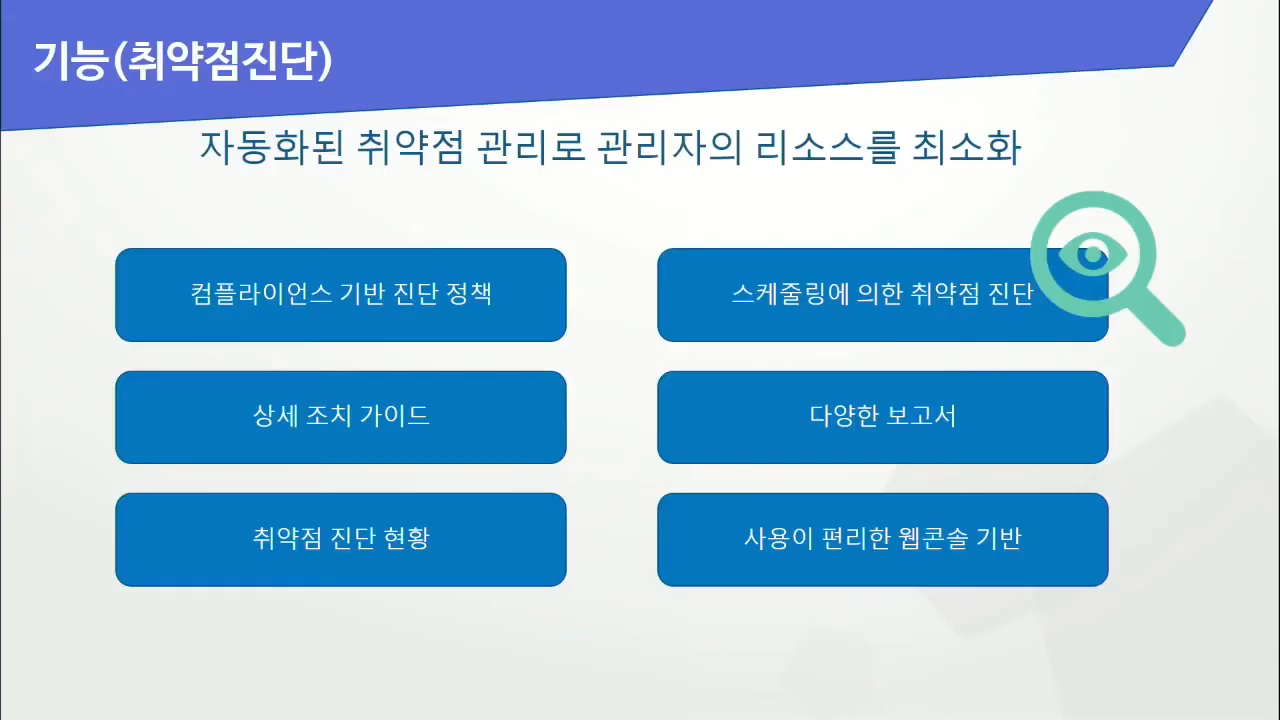 기능(취약점진단)
자동화된 취약점 관리로 관리자의 리소스를 최소화
컴플라이언스 기반 진단 정책
스케줄링에 의한 취약점 진단
상세 조치 가이드
다양한 보고서
취약점 진단 현황
사용이 편리한 웹콘솔 기반